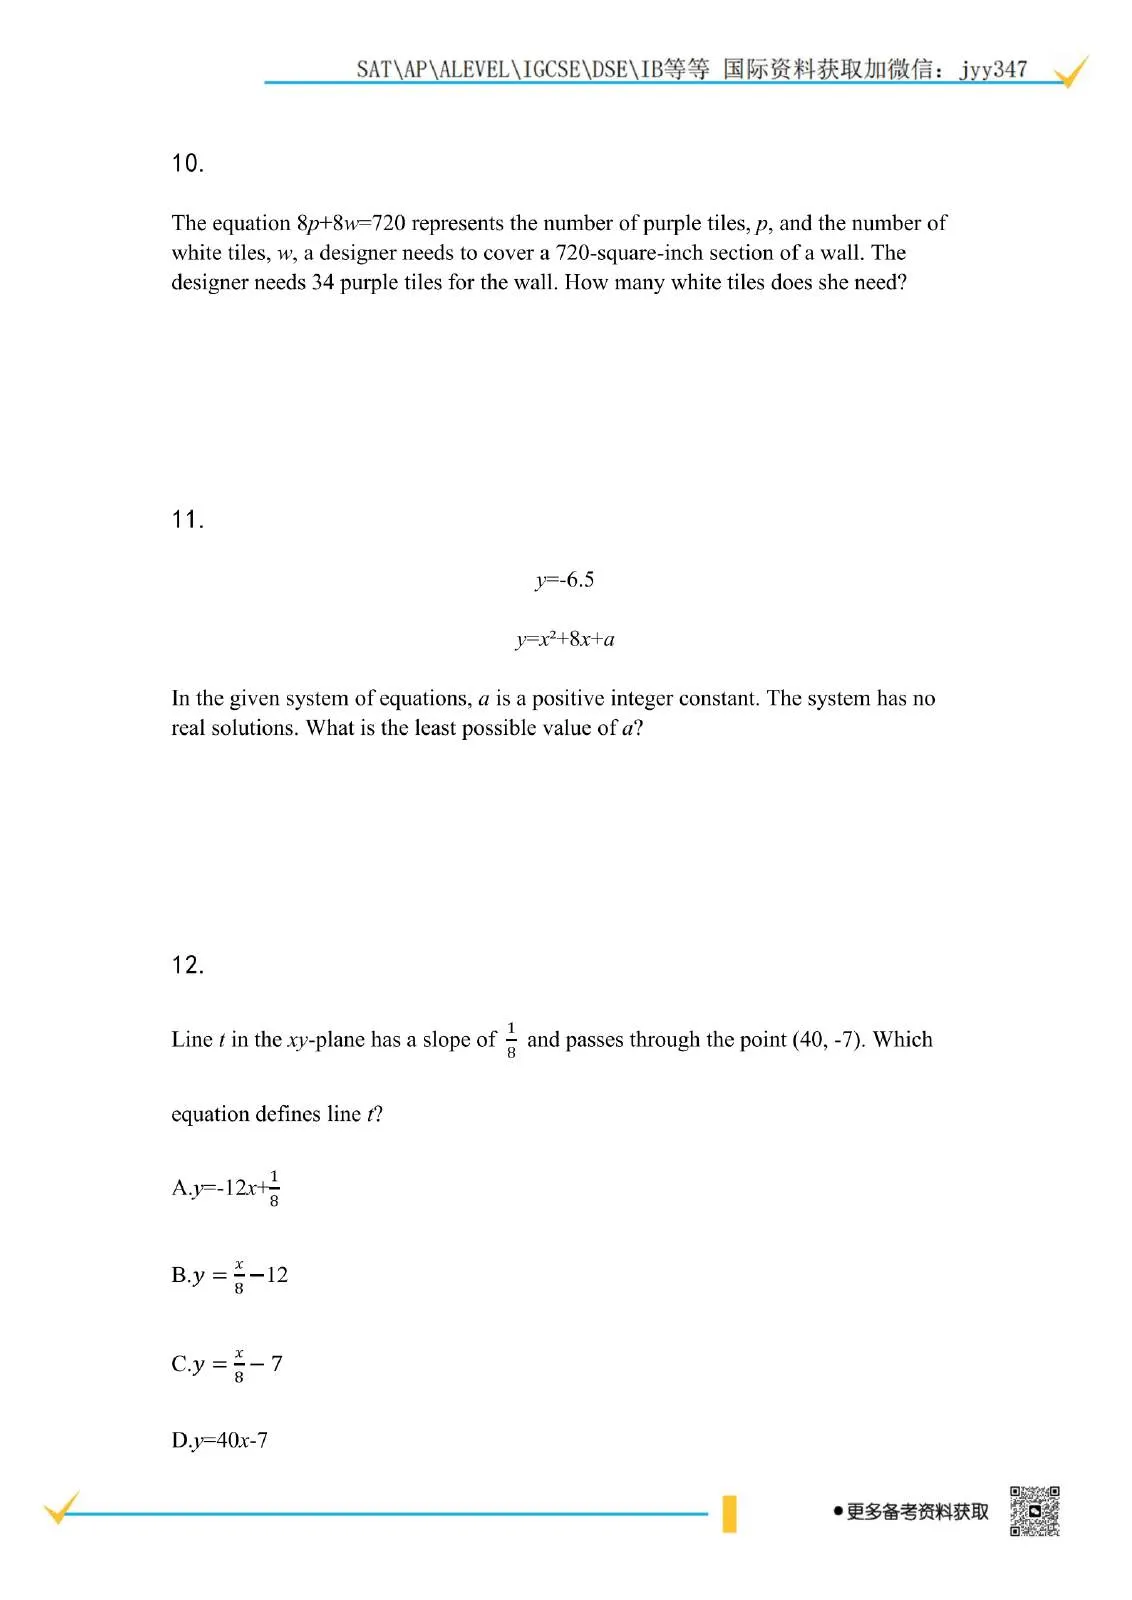 SAT\AP\ALEVEL\IGCSE\DSE\IB等等 国际资料获取加微信：jyy347
10.
The equation 8p+8w=720 represents the number of purple tiles, p, and the number of
white tiles, w, a designer needs to cover a 720-square-inch section of a wall. The
designer needs 34 purple tiles for the wall. How many white tiles does she need?
11.
y=-6.5
y=x²+8x+a
In the given system of equations, a is a positive integer constant. The system has no
real solutions. What is the least possible value of a?
12.
Line t in the xy-plane has a slope of 1/8 and passes through the point (40, -7). Which
equation defines line t?
A.y=-12x+1/8
B.y = x/8 −12
C.y = x/8 − 7
D.y=40x-7
●更多备考资料获取